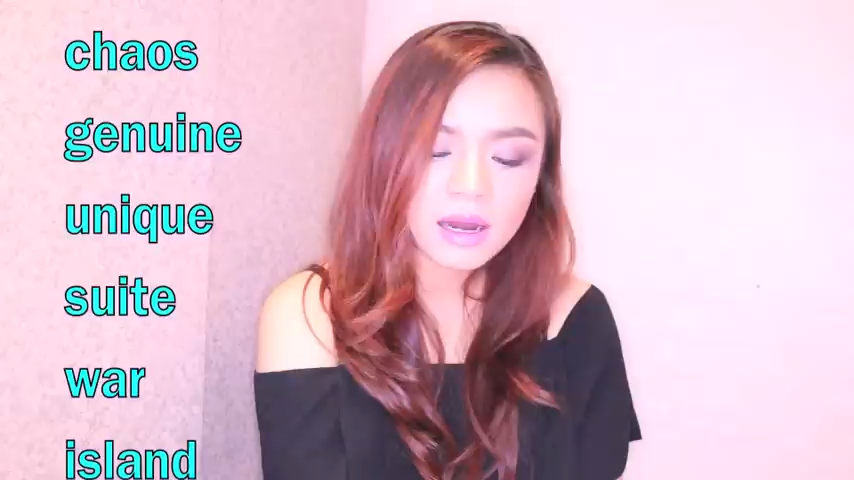 chaos
genuine
unique
suite
war
island